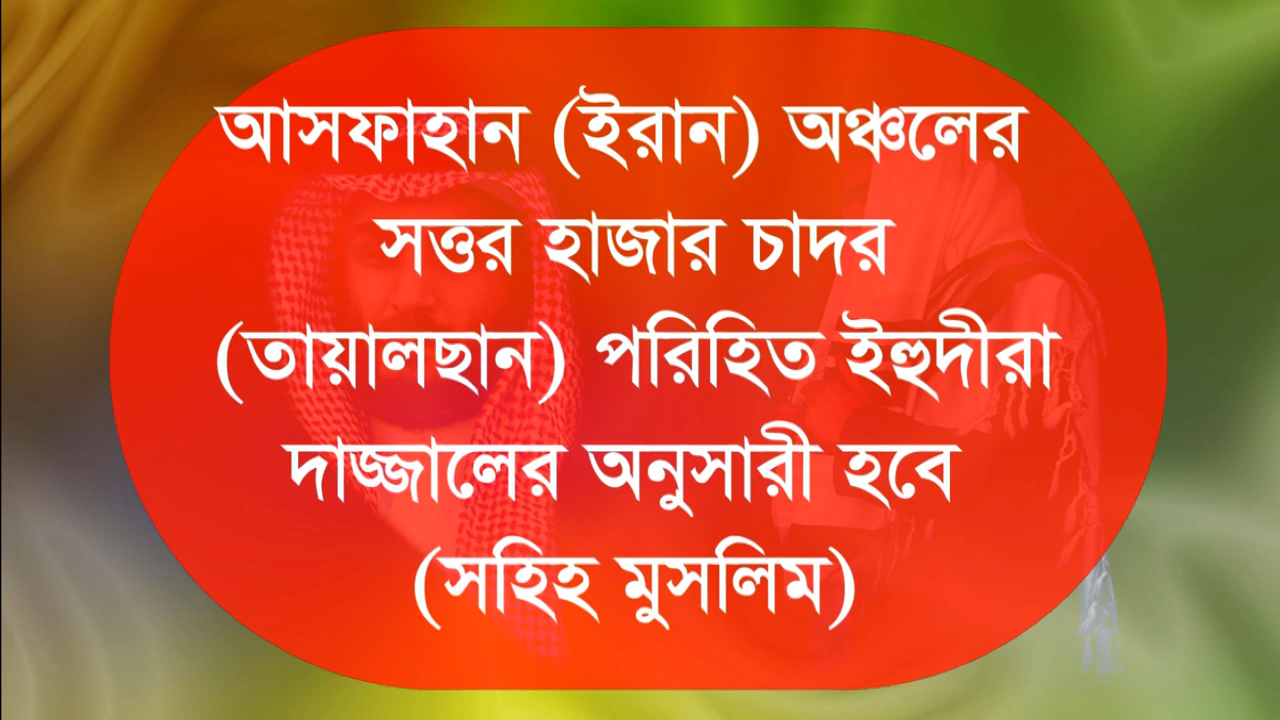 আসফাহান (ইরান) অঞ্চলের
সত্তর হাজার চাদর
(তায়ালছান) পরিহিত ইহুদীরা
দাজ্জালের অনুসারী হবে
(সহিহ মুসলিম)